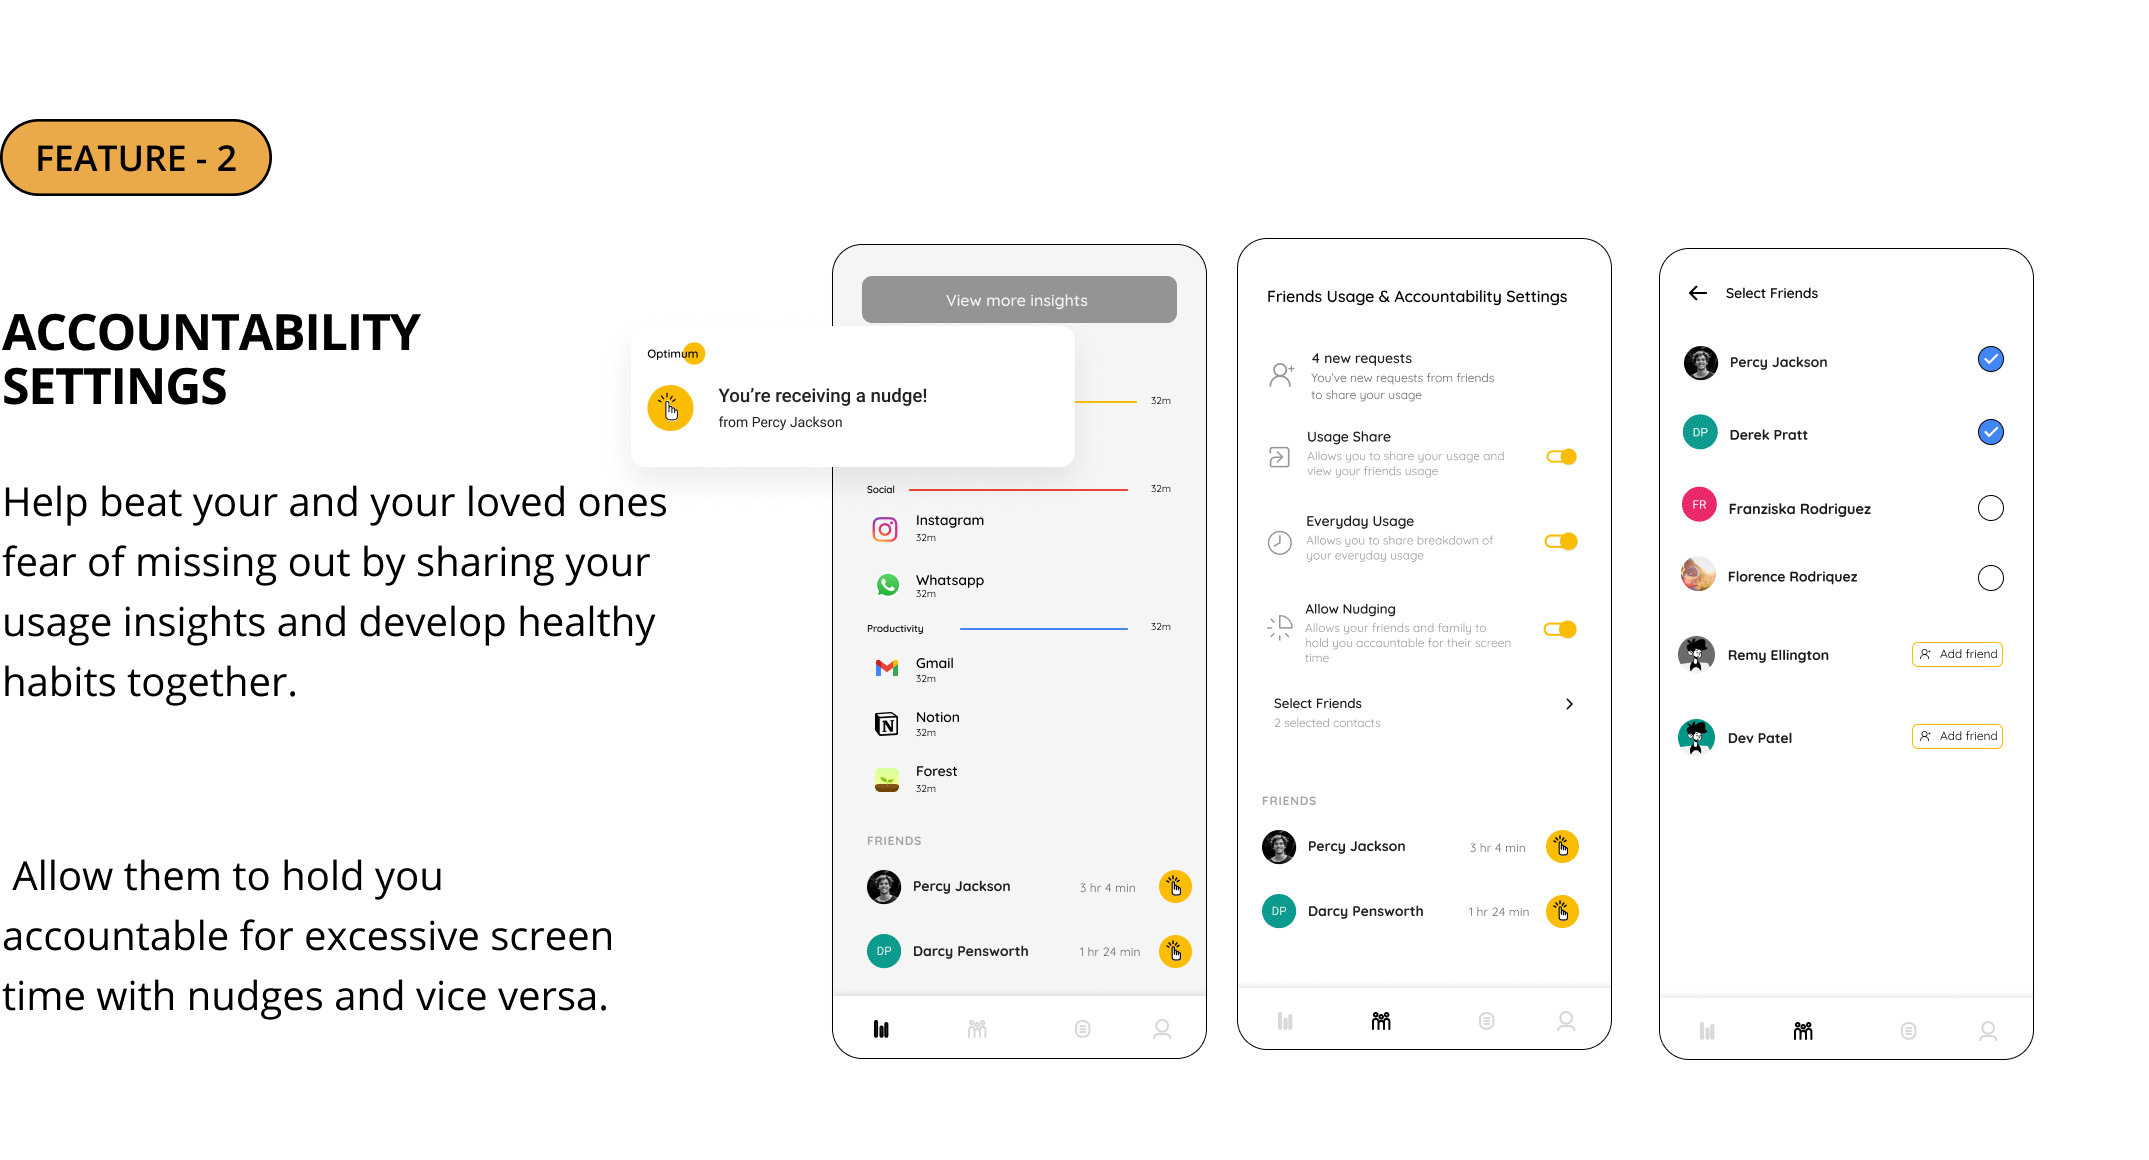 FEATURE - 2
ACCOUNTABILITY
SETTINGS
Help beat your and your loved ones
fear of missing out by sharing your
usage insights and develop healthy
habits together.
Allow them to hold you
accountable for excessive screen
time with nudges and vice versa.
View more insights
Optimum
You're receiving a nudge!
from Percy Jackson
32m
Social 32m
Instagram
32m
Whatsapp
32m
Productivity 32m
Gmail
32m
Notion
32m
Forest
32m
FRIENDS
Percy Jackson 3 hr 4 min
DP Darcy Pensworth 1 hr 24 min
Friends Usage & Accountability Settings
4 new requests
You've new requests from friends
to share your usage
Usage Share
Allows you to share your usage and
view your friends usage
Everyday Usage
Allows you to share breakdown of
your everyday usage
Allow Nudging
Allows your friends and family to
hold you accountable for their screen
time
Select Friends
2 selected contacts
FRIENDS
Percy Jackson 3 hr 4 min
DP Darcy Pensworth 1 hr 24 min
Select Friends
Percy Jackson
DP Derek Pratt
FR Franziska Rodriguez
Florence Rodriquez
Remy Ellington Add friend
Dev Patel Add friend